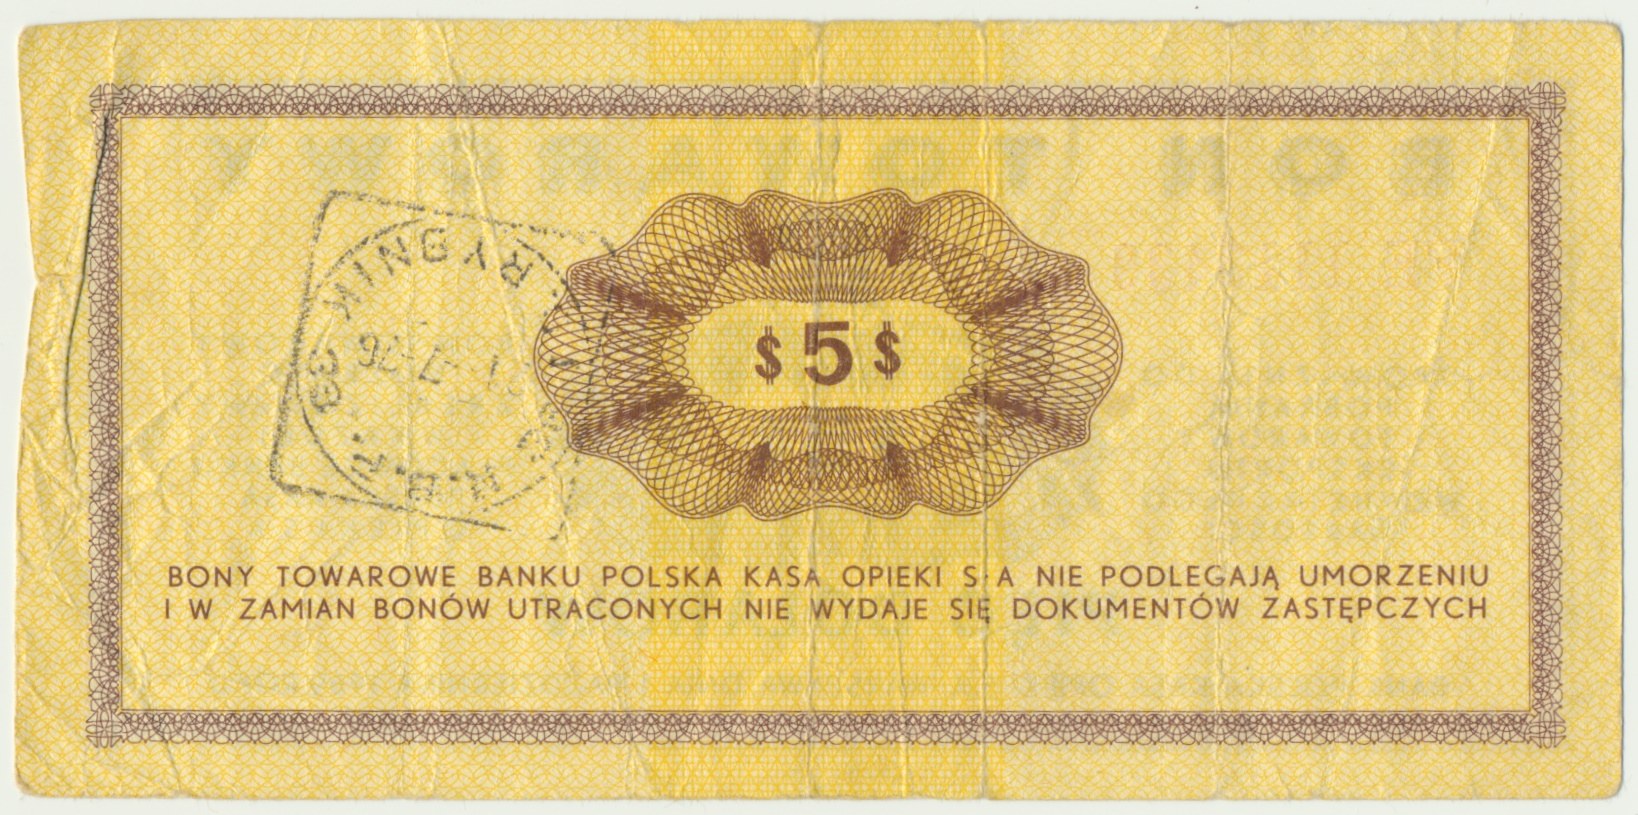 RYBNIK
$ 5 $
BONY TOWAROWE BANKU POLSKA KASA OPIEKI S·A NIE PODLEGAJĄ UMORZENIU
I W ZAMIAN BONÓW UTRACONYCH NIE WYDAJE SIĘ DOKUMENTÓW ZASTĘPCZYCH